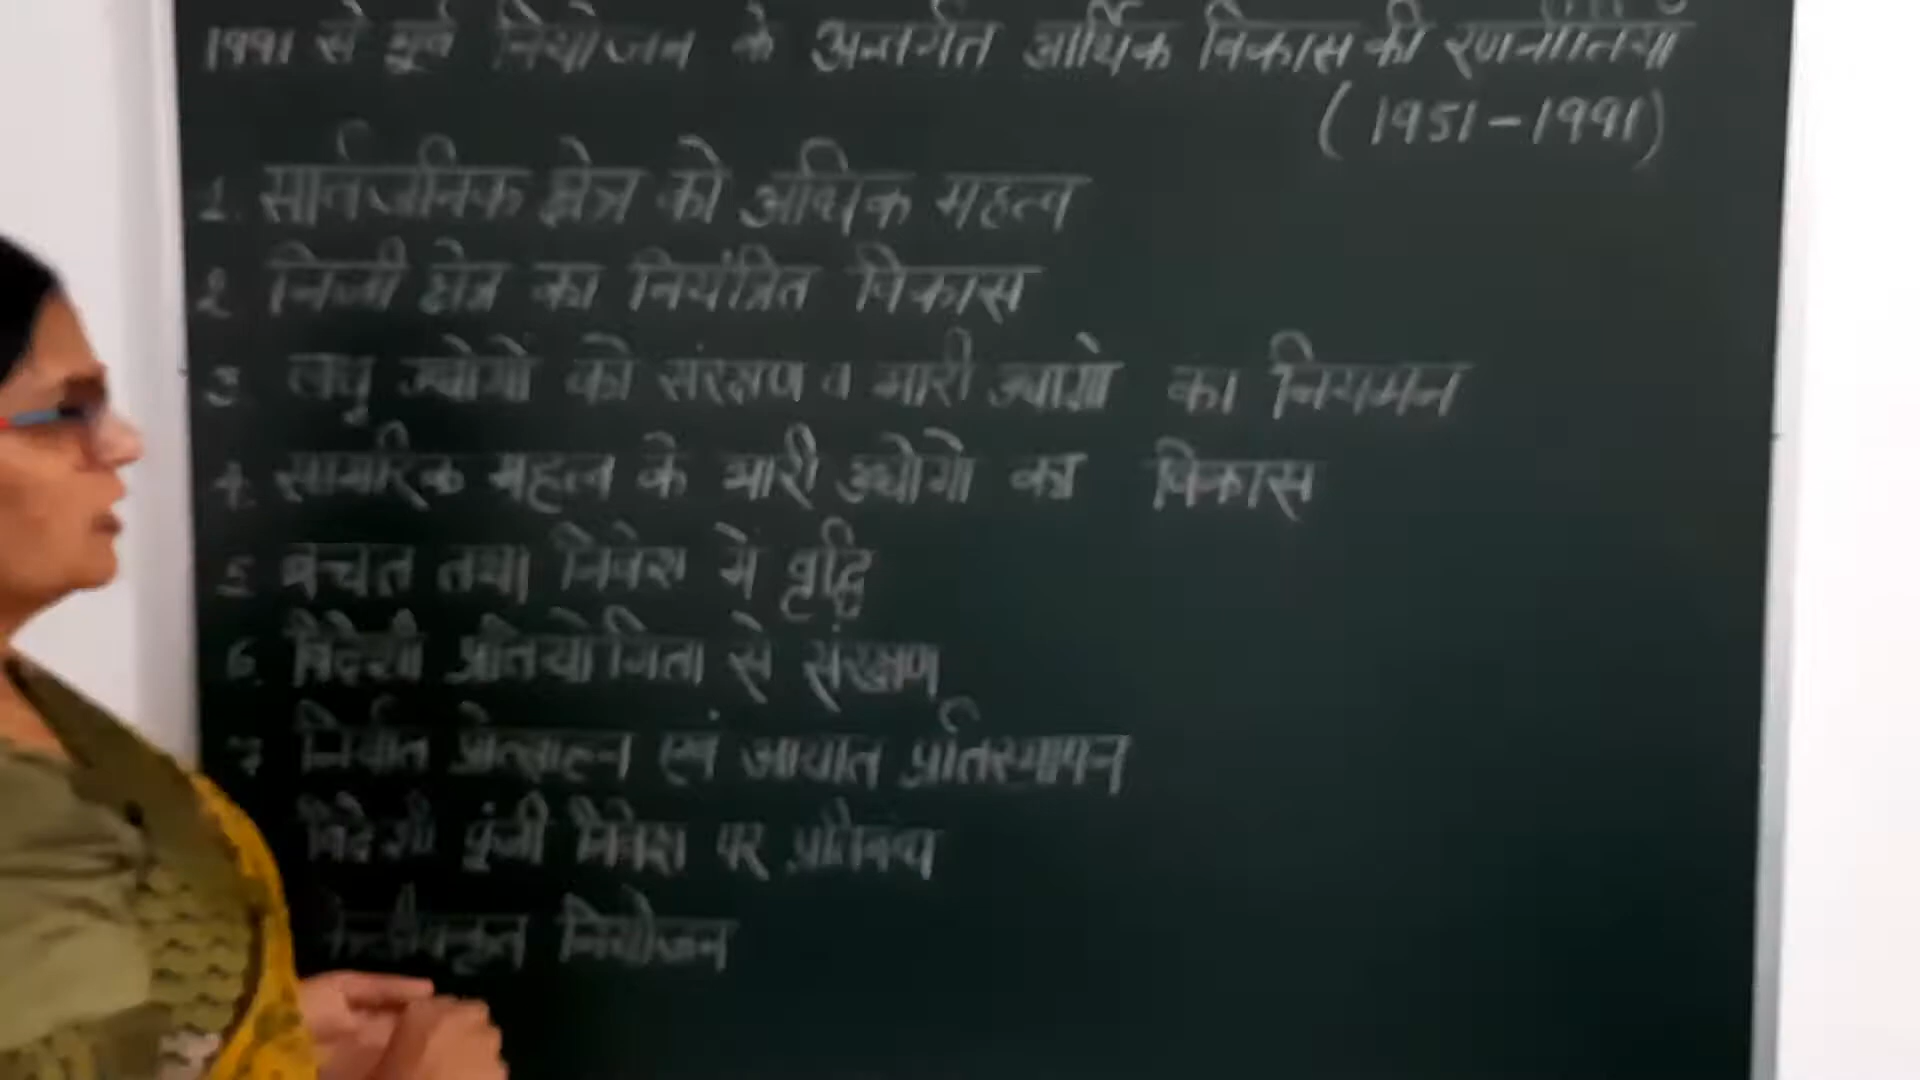 1991 से पूर्व नियोजन के अन्तर्गत आर्थिक विकास की रणनीतियाँ
(1951-1991)
1. सार्वजनिक क्षेत्र को अधिक महत्व
2 निजी क्षेत्र का नियंत्रित विकास
3 लघु उद्योगों को संरक्षण व भारी उद्योगो का नियमन
4. सामरिक महत्व के भारी उद्योगो का विकास
5 बचत तथा निवेश में वृद्धि
6. विदेशी प्रतियोगिता से संरक्षण
7 निर्यात प्रोत्साहन एवं आयात प्रतिस्थापन
विदेशी पूंजी निवेश पर प्रतिबन्ध
केन्द्रीयकृत नियोजन